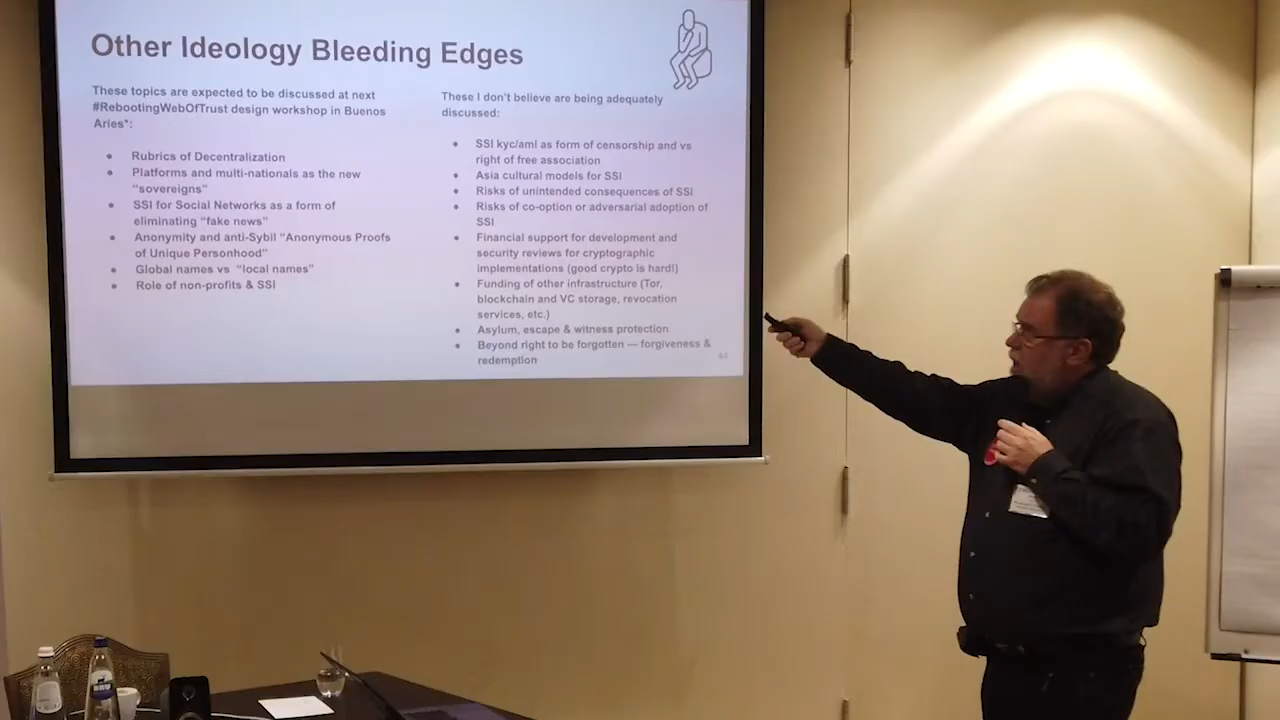 Other Ideology Bleeding Edges
These topics are expected to be discussed at next
#RebootingWebOfTrust design workshop in Buenos
Aries*:
• Rubrics of Decentralization
• Platforms and multi-nationals as the new
"sovereigns"
• SSI for Social Networks as a form of
eliminating "fake news"
• Anonymity and anti-Sybil "Anonymous Proofs
of Unique Personhood"
• Global names vs "local names"
• Role of non-profits & SSI
These I don't believe are being adequately
discussed:
• SSI kyc/aml as form of censorship and vs
right of free association
• Asia cultural models for SSI
• Risks of unintended consequences of SSI
• Risks of co-option or adversarial adoption of
SSI
• Financial support for development and
security reviews for cryptographic
implementations (good crypto is hard!)
• Funding of other infrastructure (Tor,
blockchain and VC storage, revocation
services, etc.)
• Asylum, escape & witness protection
• Beyond right to be forgotten — forgiveness &
redemption
44